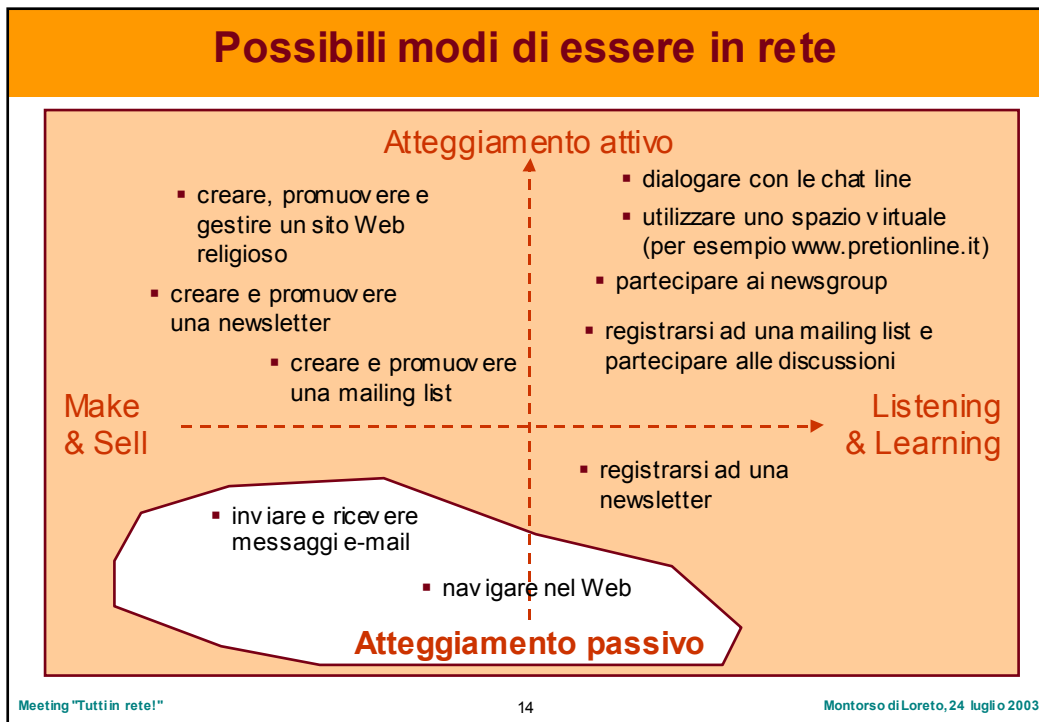 Possibili modi di essere in rete
Atteggiamento attivo
▪ creare, promuovere e
gestire un sito Web
religioso
▪ creare e promuovere
una newsletter
▪ creare e promuovere
una mailing list
▪ dialogare con le chat line
▪ utilizzare uno spazio virtuale
(per esempio www.pretionline.it)
▪ partecipare ai newsgroup
▪ registrarsi ad una mailing list e
partecipare alle discussioni
Make
& Sell
Listening
& Learning
▪ registrarsi ad una
newsletter
▪ inviare e ricevere
messaggi e-mail
▪ navigare nel Web
Atteggiamento passivo
Meeting "Tutti in rete!"
14
Montorso di Loreto, 24 luglio 2003